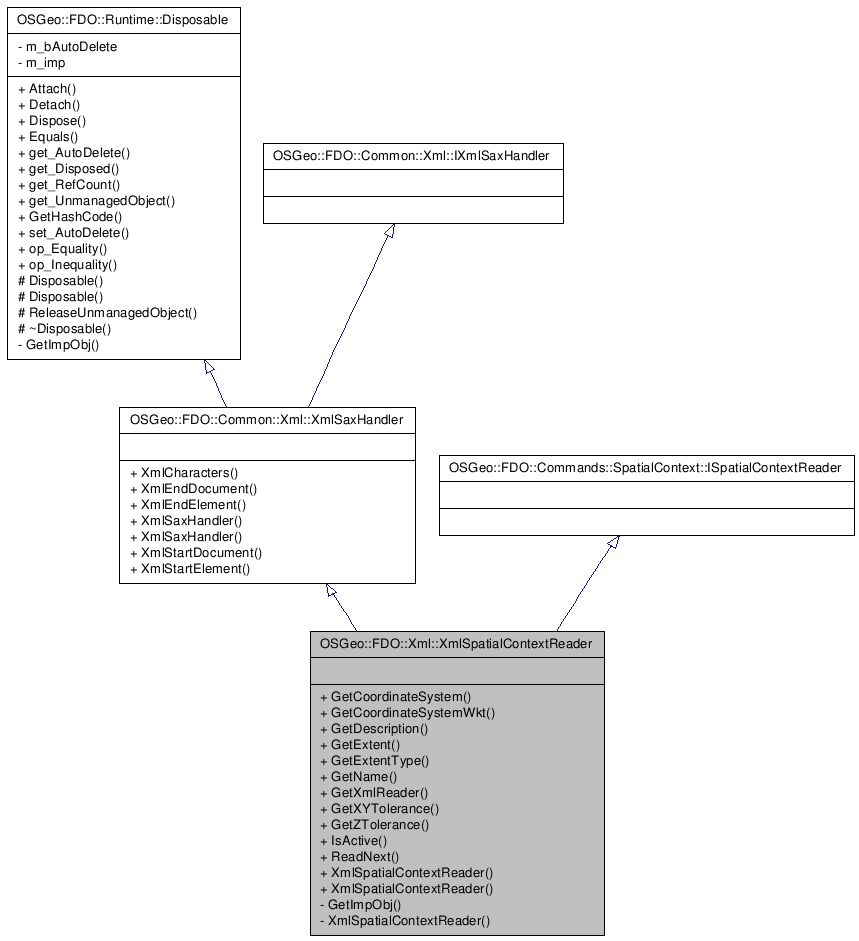 OSGeo::FDO::Runtime::Disposable
- m_bAutoDelete
- m_imp
+ Attach()
+ Detach()
+ Dispose()
+ Equals()
+ get_AutoDelete()
+ get_Disposed()
+ get_RefCount()
+ get_UnmanagedObject()
+ GetHashCode()
+ set_AutoDelete()
+ op_Equality()
+ op_Inequality()
# Disposable()
# Disposable()
# ReleaseUnmanagedObject()
# ~Disposable()
- GetImpObj()
OSGeo::FDO::Common::Xml::IXmlSaxHandler
OSGeo::FDO::Common::Xml::XmlSaxHandler
+ XmlCharacters()
+ XmlEndDocument()
+ XmlEndElement()
+ XmlSaxHandler()
+ XmlSaxHandler()
+ XmlStartDocument()
+ XmlStartElement()
OSGeo::FDO::Commands::SpatialContext::ISpatialContextReader
OSGeo::FDO::Xml::XmlSpatialContextReader
+ GetCoordinateSystem()
+ GetCoordinateSystemWkt()
+ GetDescription()
+ GetExtent()
+ GetExtentType()
+ GetName()
+ GetXmlReader()
+ GetXYTolerance()
+ GetZTolerance()
+ IsActive()
+ ReadNext()
+ XmlSpatialContextReader()
+ XmlSpatialContextReader()
- GetImpObj()
- XmlSpatialContextReader()